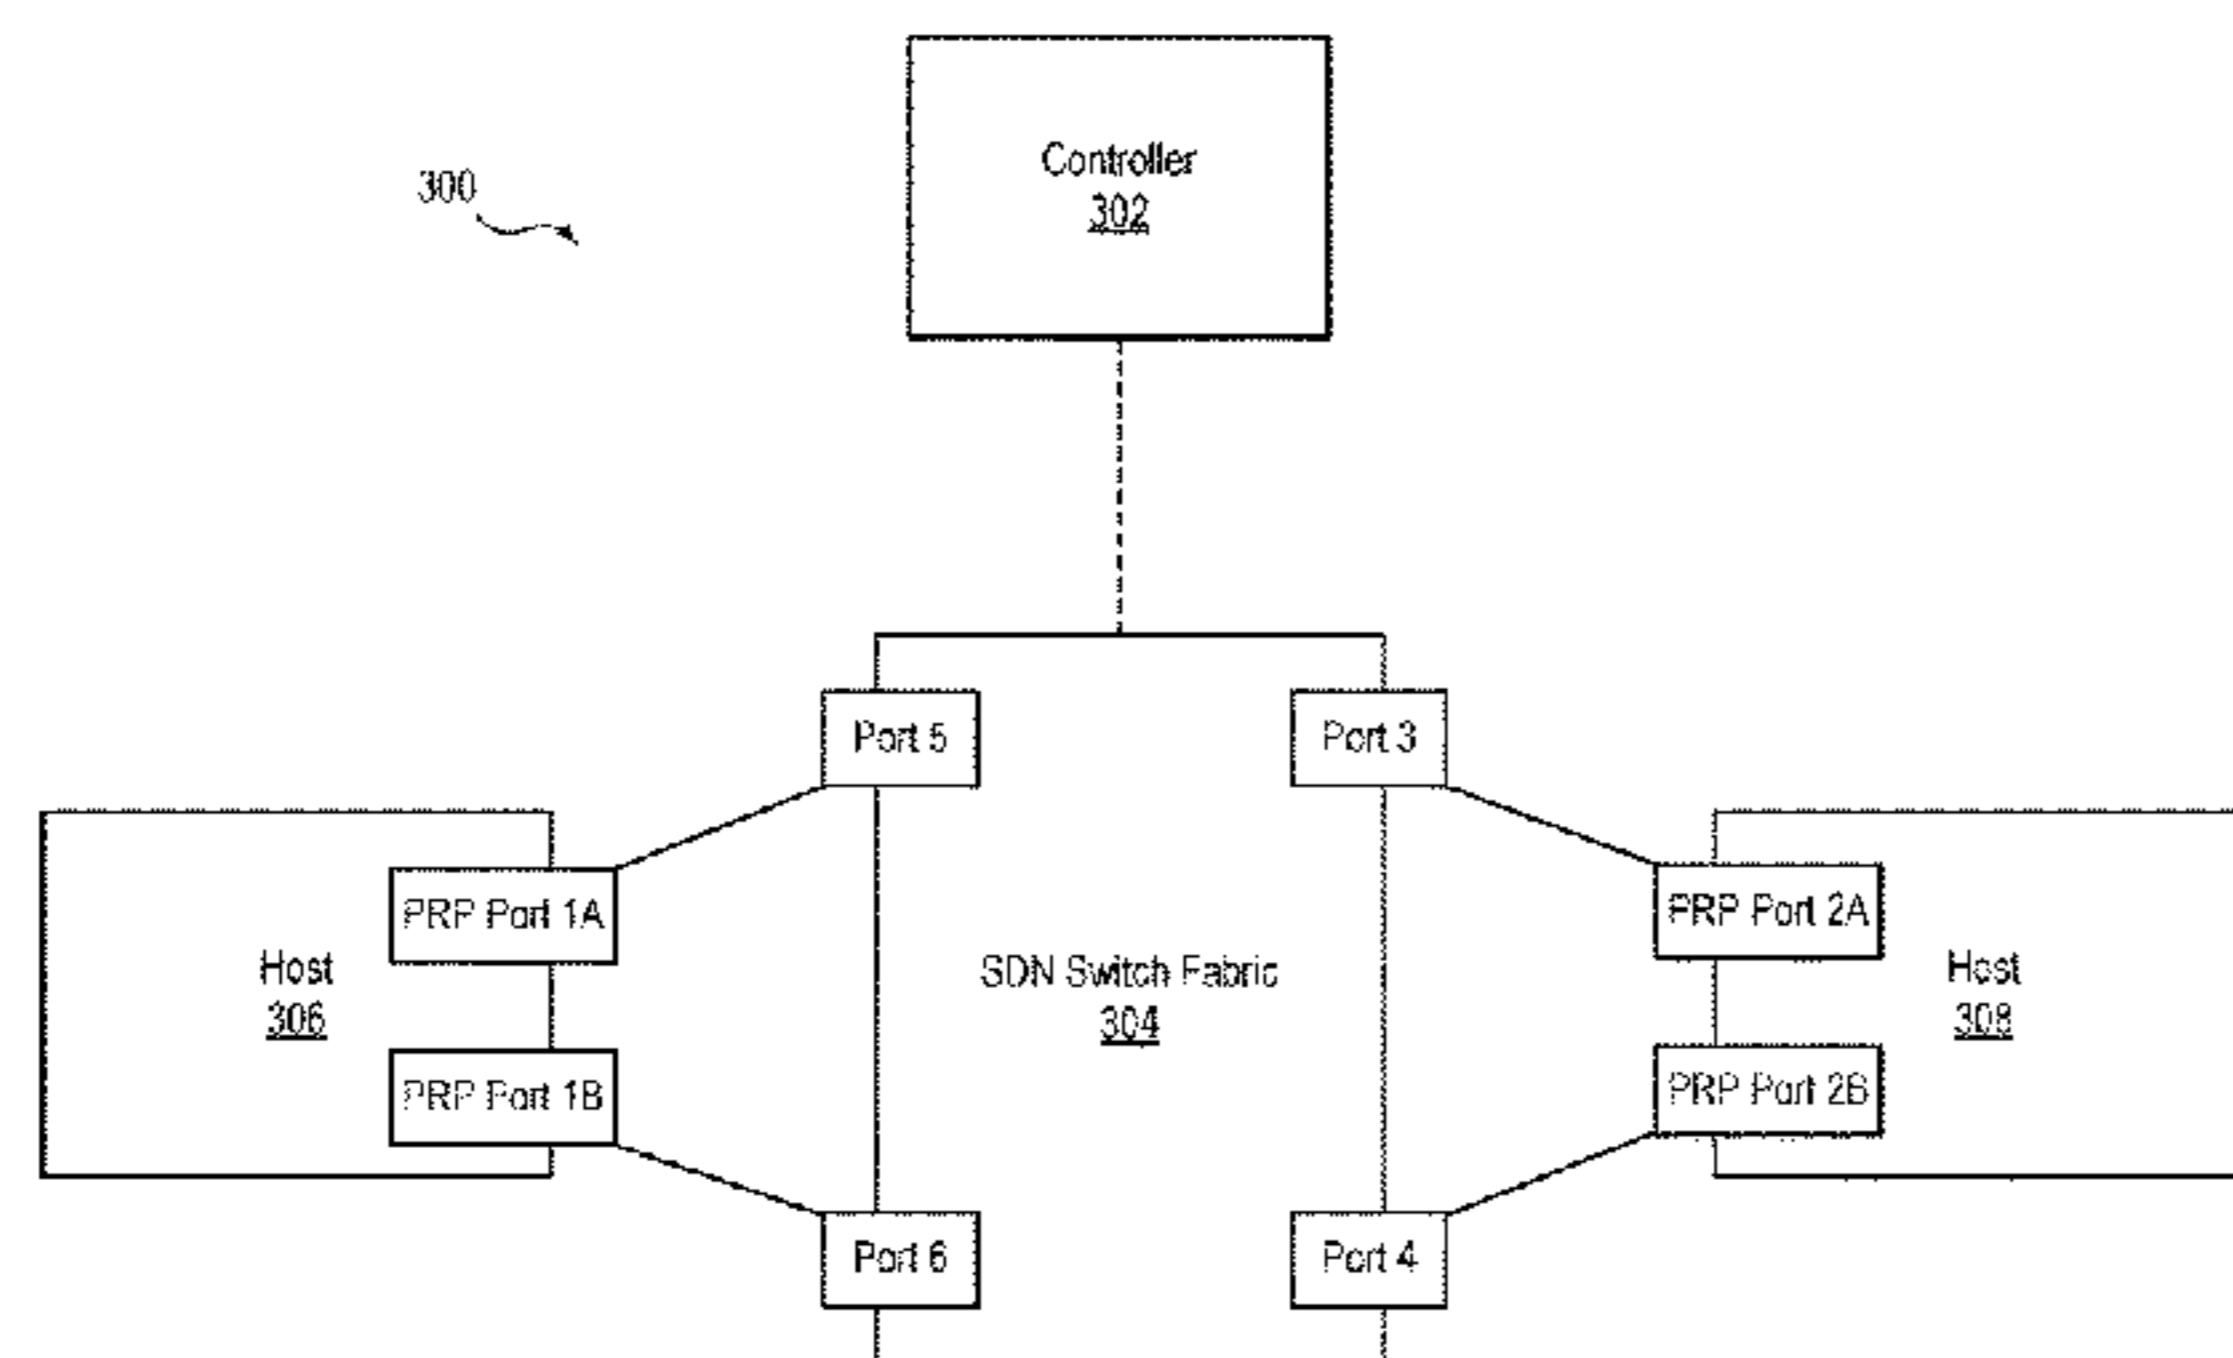 Controller
302
300
Port 5
Port 3
PRP Port 1A
PRP Port 2A
Host
306
SDN Switch Fabric
304
Host
308
PRP Port 1B
PRP Port 2B
Port 6
Port 4